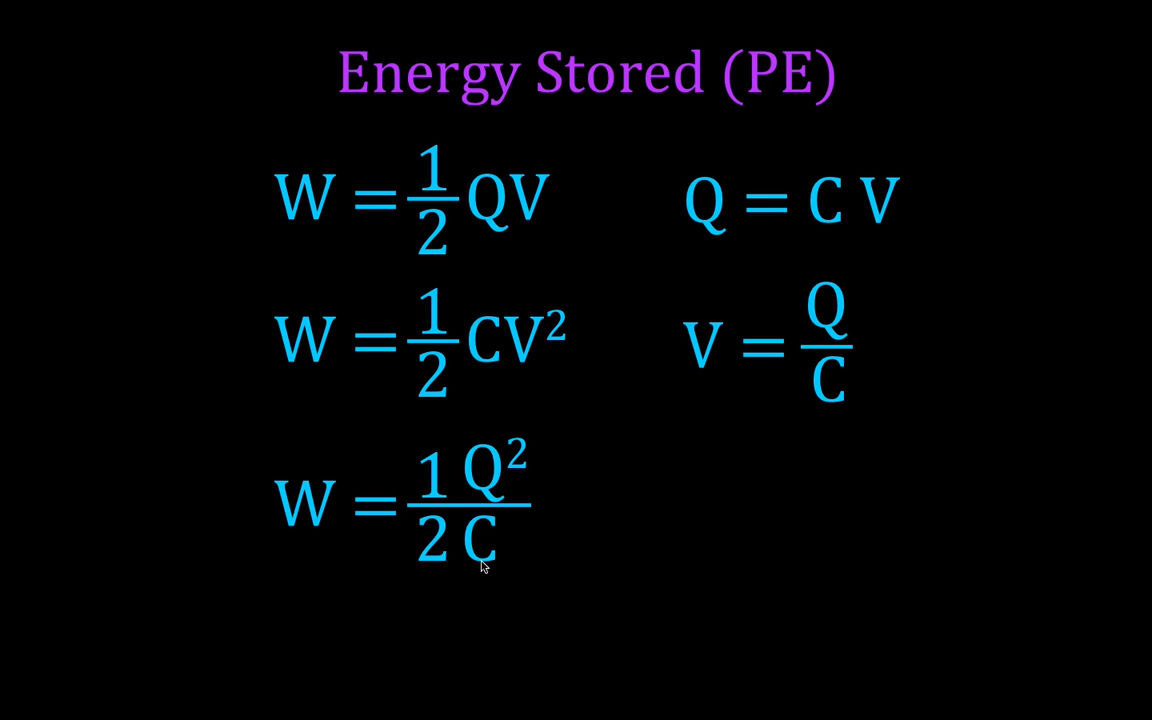 Energy Stored (PE)
W = 1/2 QV
Q = C V
W = 1/2 CV²
V = Q/C
W = 1 Q²/2 C